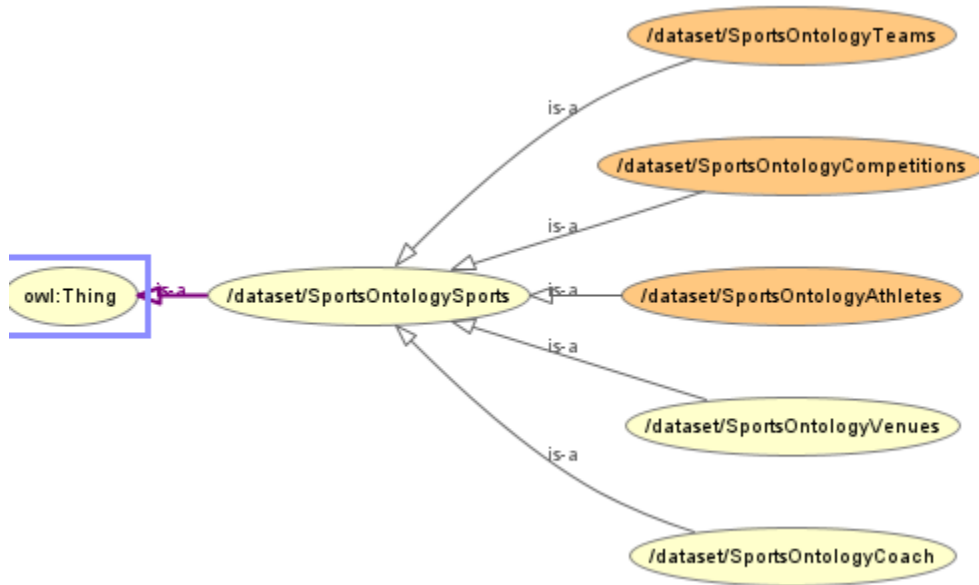 /dataset/SportsOntologyTeams
is-a
/dataset/SportsOntologyCompetitions
is-a
owl:Thing
is-a
/dataset/SportsOntologySports
is-a
/dataset/SportsOntologyAthletes
is-a
/dataset/SportsOntologyVenues
is-a
/dataset/SportsOntologyCoach